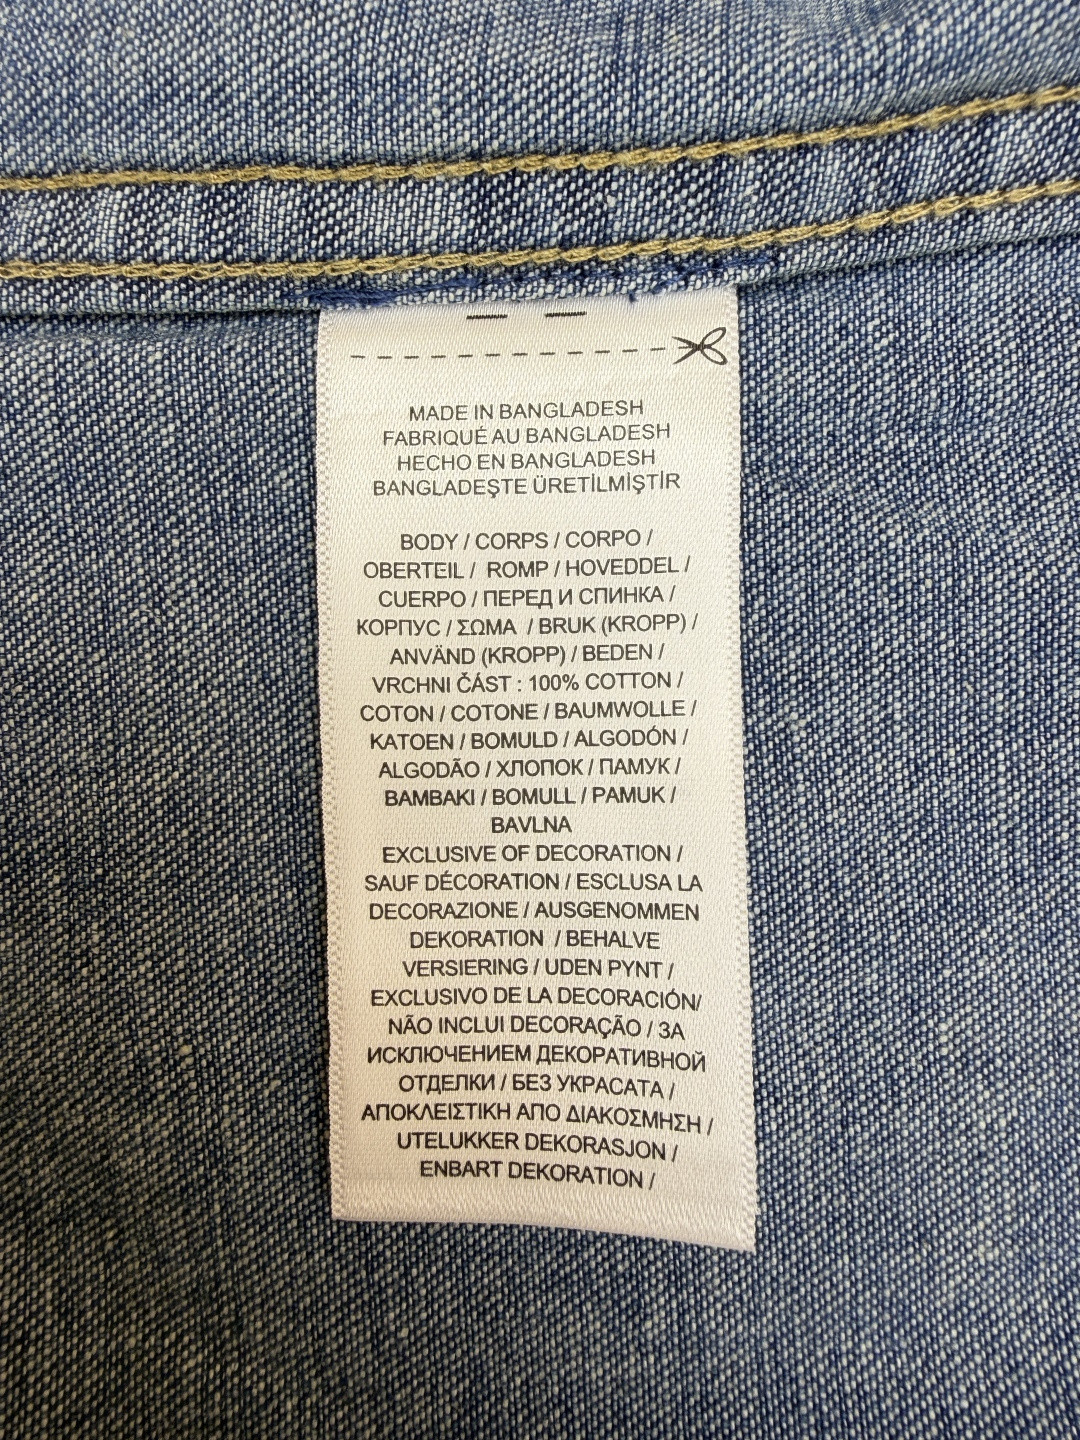 MADE IN BANGLADESH
FABRIQUÉ AU BANGLADESH
HECHO EN BANGLADESH
BANGLADEŞTE ÜRETİLMİŞTİR
BODY / CORPS / CORPO /
OBERTEIL / ROMP / HOVEDDEL /
CUERPO / ПЕРЕД И СПИНКА /
КОРПУС / ΣΩΜΑ / BRUK (KROPP) /
ANVÄND (KROPP) / BEDEN /
VRCHNI ČÁST : 100% COTTON /
COTON / COTONE / BAUMWOLLE /
KATOEN / BOMULD / ALGODÓN /
ALGODÃO / ХЛОПОК / ПАМУК /
BAMBAKI / BOMULL / PAMUK /
BAVLNA
EXCLUSIVE OF DECORATION /
SAUF DÉCORATION / ESCLUSA LA
DECORAZIONE / AUSGENOMMEN
DEKORATION / BEHALVE
VERSIERING / UDEN PYNT /
EXCLUSIVO DE LA DECORACIÓN/
NÃO INCLUI DECORAÇÃO / ЗА
ИСКЛЮЧЕНИЕМ ДЕКОРАТИВНОЙ
ОТДЕЛКИ / БЕЗ УКРАСАТА /
ΑΠΟΚΛΕΙΣΤΙΚΗ ΑΠΟ ΔΙΑΚΟΣΜΗΣΗ /
UTELUKKER DEKORASJON /
ENBART DEKORATION /